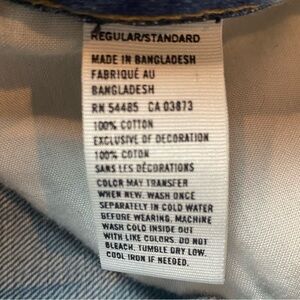 REGULAR/STANDARD
MADE IN BANGLADESH
FABRIQUÉ AU
BANGLADESH
RN 54485 CA 03873
100% COTTON
EXCLUSIVE OF DECORATION
100% COTON
SANS LES DÉCORATIONS
COLOR MAY TRANSFER
WHEN NEW. WASH ONCE
SEPARATELY IN COLD WATER
BEFORE WEARING. MACHINE
WASH COLD INSIDE OUT
WITH LIKE COLORS. DO NOT
BLEACH. TUMBLE DRY LOW.
COOL IRON IF NEEDED.